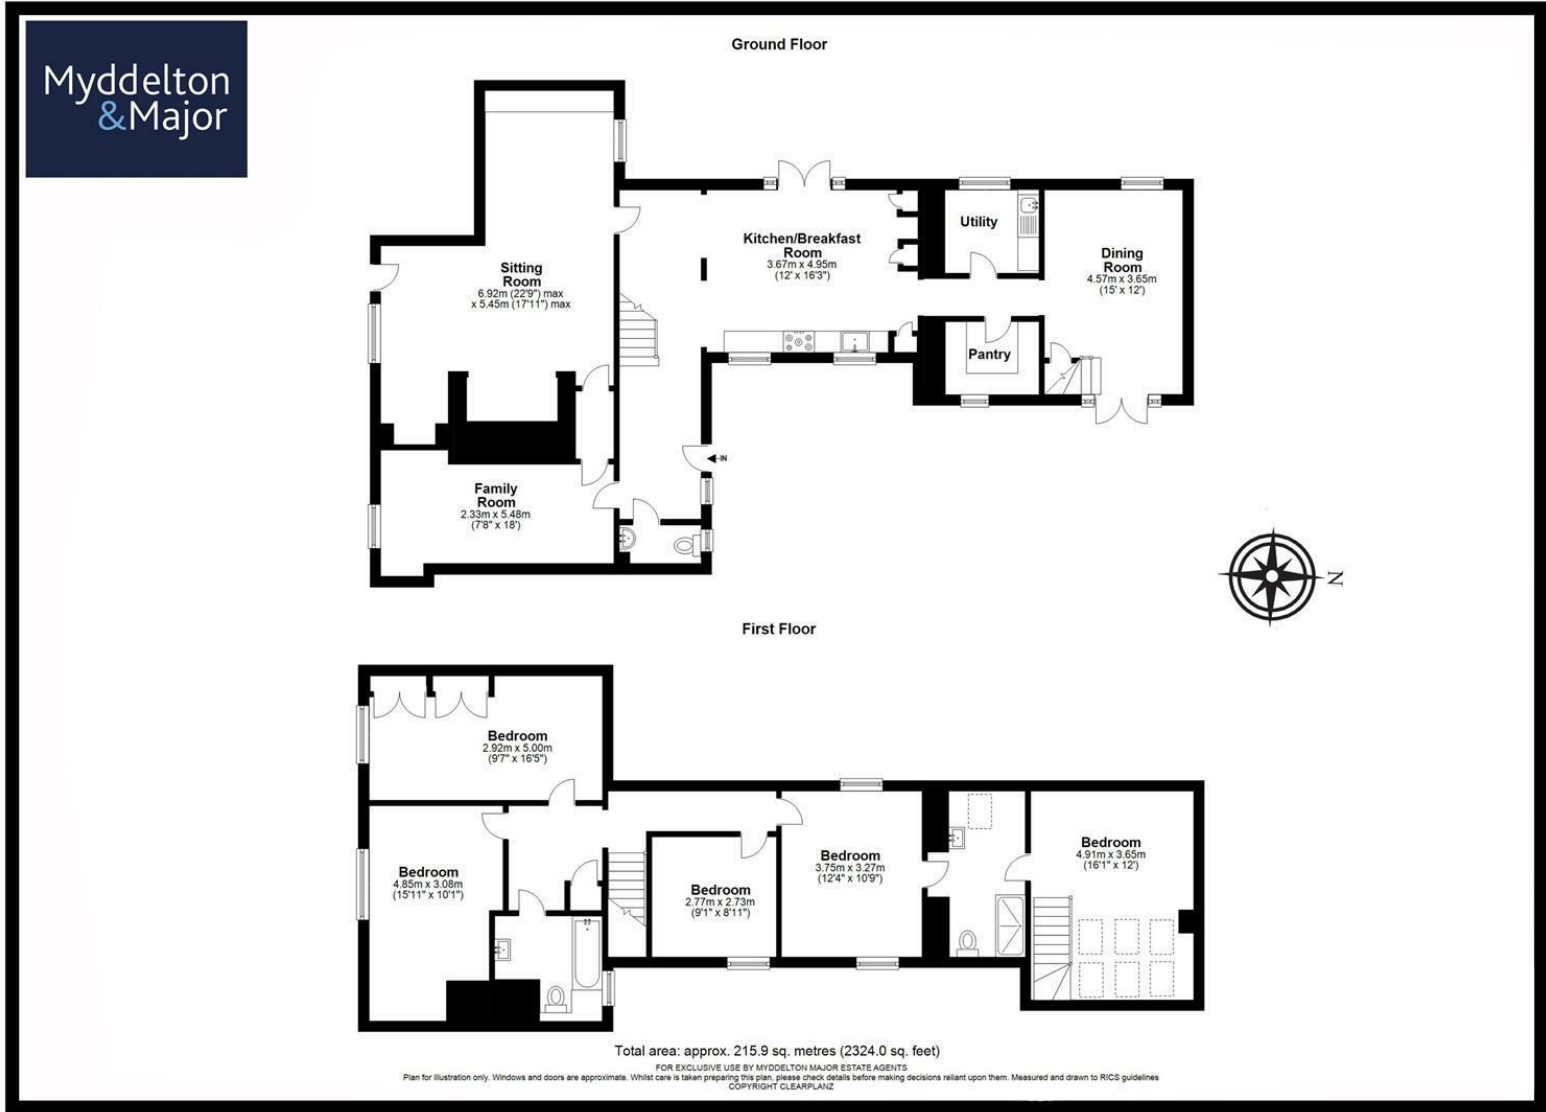 Myddelton
&Major
Ground Floor
Sitting
Room
6.92m (22'9") max
x 5.45m (17'11") max
Kitchen/Breakfast
Room
3.67m x 4.95m
(12' x 16'3")
Utility
Dining
Room
4.57m x 3.65m
(15' x 12')
Pantry
IN
Family
Room
2.33m x 5.48m
(7'8" x 18')
N
First Floor
Bedroom
2.92m x 5.00m
(9'7" x 16'5")
Bedroom
4.85m x 3.08m
(15'11" x 10'1")
Bedroom
2.77m x 2.73m
(9'1" x 8'11")
Bedroom
3.75m x 3.27m
(12'4" x 10'9")
Bedroom
4.91m x 3.65m
(16'1" x 12')
Total area: approx. 215.9 sq. metres (2324.0 sq. feet)
FOR EXCLUSIVE USE BY MYDDELTON MAJOR ESTATE AGENTS
Plan for illustration only. Windows and doors are approximate. Whilst care is taken preparing this plan, please check details before making decisions reliant upon them. Measured and drawn to RICS guidelines
COPYRIGHT CLEARPLANZ